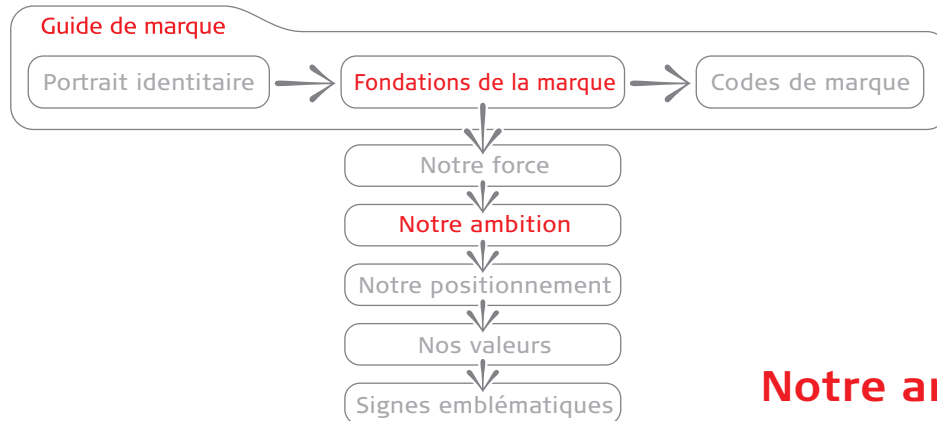 Guide de marque
Portrait identitaire
Fondations de la marque
Codes de marque
Notre force
Notre ambition
Notre positionnement
Nos valeurs
Signes emblématiques
Notre